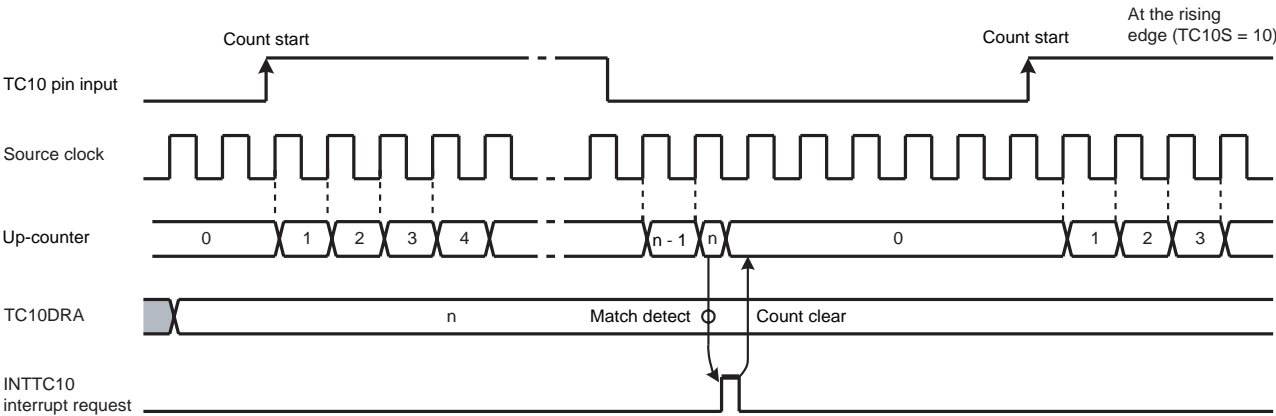 At the rising
edge (TC10S = 10)
Count start
Count start
TC10 pin input
Source clock
Up-counter
0
1
2
3
4
n - 1
n
0
1
2
3
TC10DRA
n
Match detect
Count clear
INTTC10
interrupt request